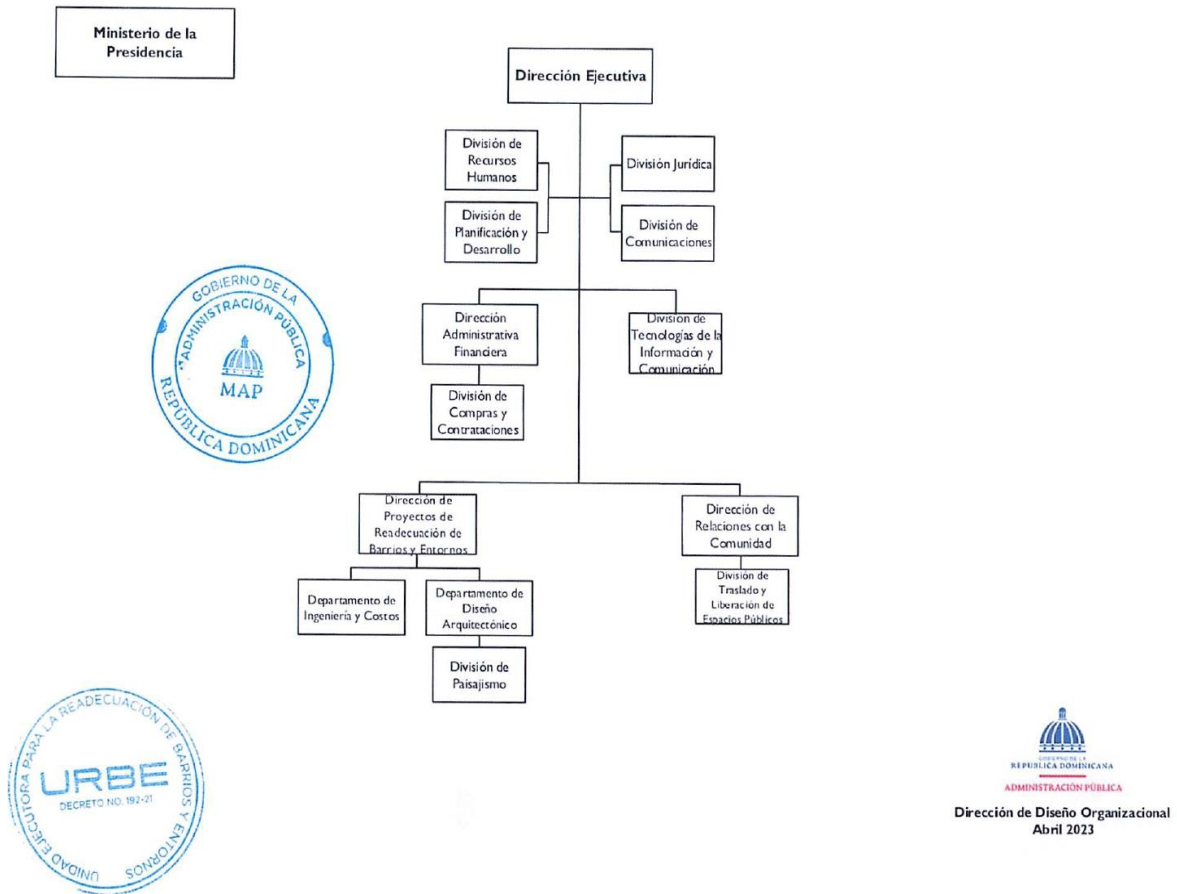 Ministerio de la
Presidencia
Dirección Ejecutiva
División de
Recursos
Humanos
División Jurídica
División de
Planificación y
Desarrollo
División de
Comunicaciones
Dirección
Administrativa
Financiera
División de
Tecnologías de la
Información y
Comunicación
División de
Compras y
Contrataciones
GOBIERNO DE LA
REPÚBLICA DOMINICANA
ADMINISTRACIÓN PÚBLICA
MAP
Dirección de
Proyectos de
Readecuación de
Barrios y Entornos
Dirección de
Relaciones con la
Comunidad
Departamento de
Ingeniería y Costos
Departamento de
Diseño
Arquitectónico
División de
Traslado y
Liberación de
Espacios Públicos
División de
Paisajismo
UNIDAD EJECUTORA PARA LA READECUACIÓN DE BARRIOS Y ENTORNOS
URBE
DECRETO NO. 192-21
GOBIERNO DE LA
REPÚBLICA DOMINICANA
ADMINISTRACIÓN PÚBLICA
Dirección de Diseño Organizacional
Abril 2023